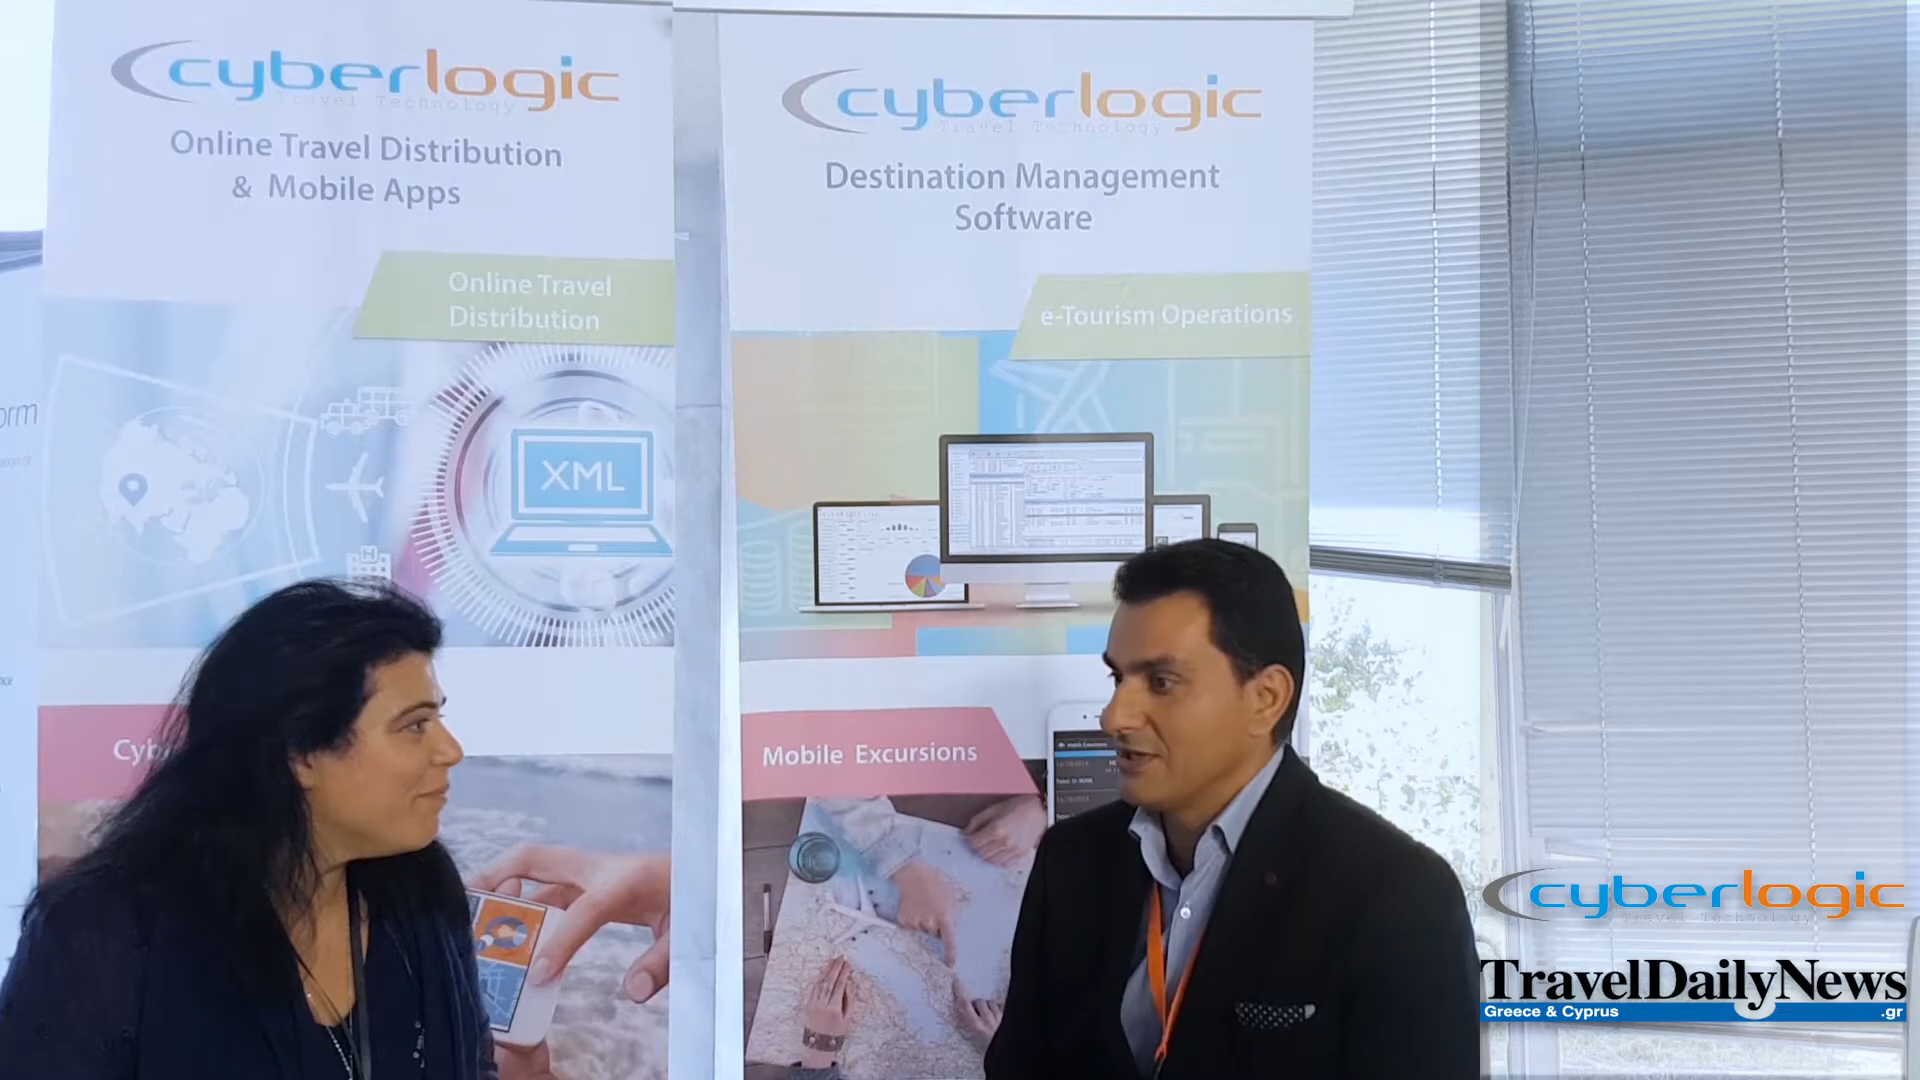 cyberlogic
Travel Technology
Online Travel Distribution
& Mobile Apps
Online Travel
Distribution
XML
H
cyberlogic
Travel Technology
Destination Management
Software
e-Tourism Operations
Mobile Excursions
cyberlogic
Travel Technology
TravelDailyNews
Greece & Cyprus
.gr